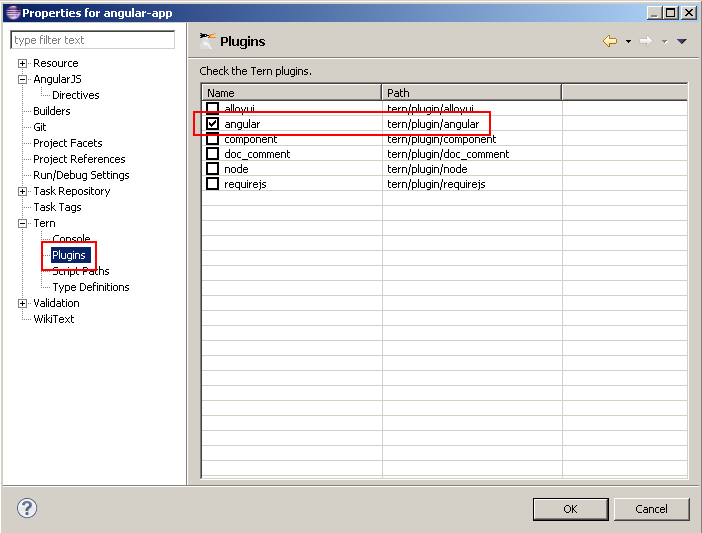 Properties for angular-app
type filter text
Resource
AngularJS
Directives
Builders
Git
Project Facets
Project References
Run/Debug Settings
Task Repository
Task Tags
Tern
Console
Plugins
Script Paths
Type Definitions
Validation
WikiText
Plugins
Check the Tern plugins.
Name Path
alloyui tern/plugin/alloyui
angular tern/plugin/angular
component tern/plugin/component
doc_comment tern/plugin/doc_comment
node tern/plugin/node
requirejs tern/plugin/requirejs
?
OK Cancel